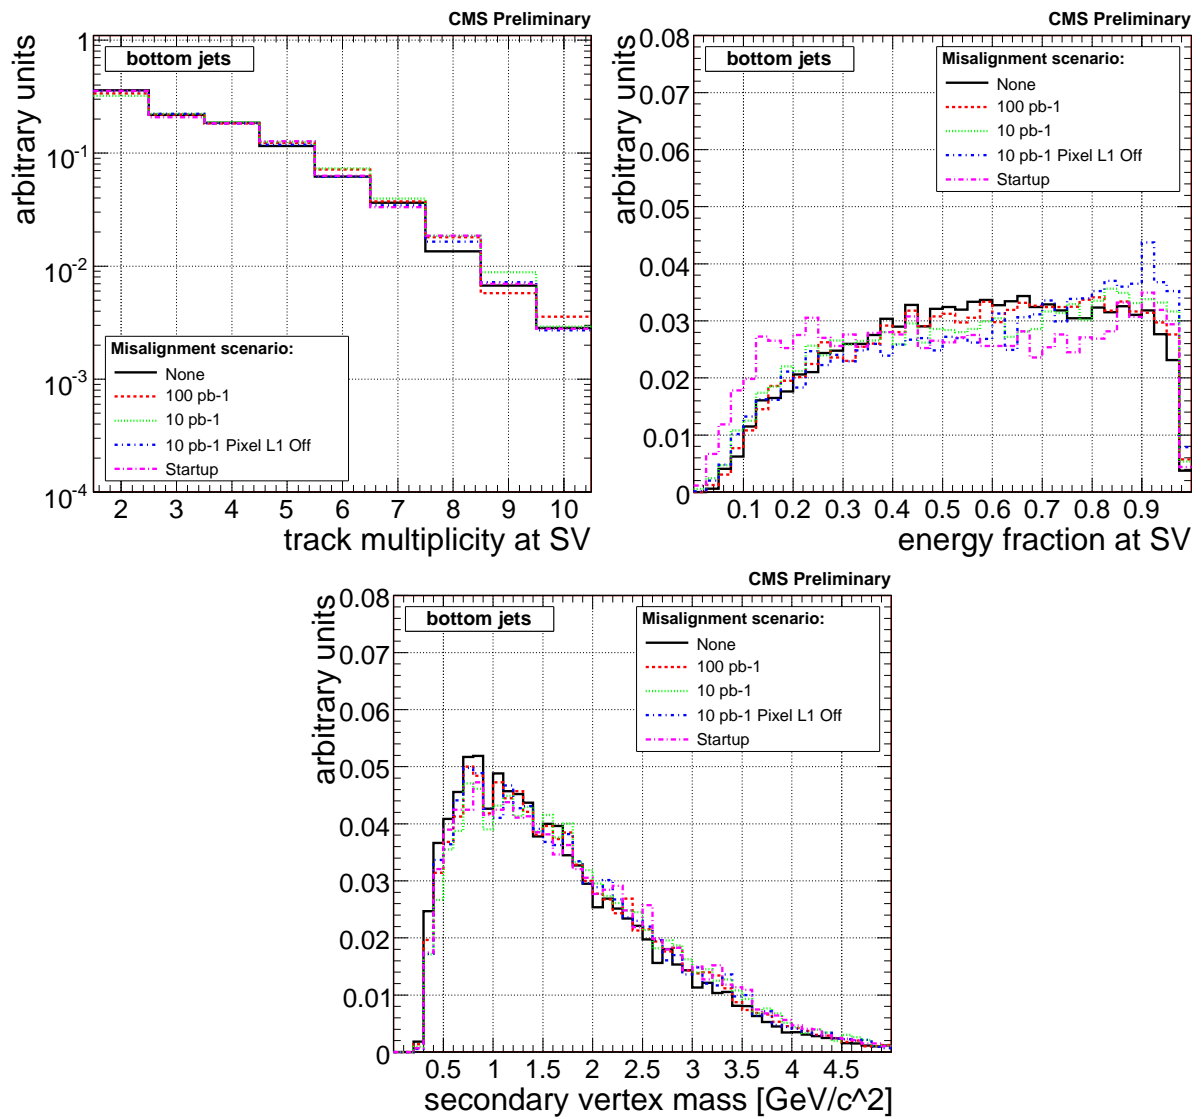 CMS Preliminary
arbitrary units
bottom jets
1
10-1
10-2
10-3
10-4
Misalignment scenario:
None
100 pb-1
10 pb-1
10 pb-1 Pixel L1 Off
Startup
2 3 4 5 6 7 8 9 10
track multiplicity at SV
CMS Preliminary
arbitrary units
bottom jets
Misalignment scenario:
None
100 pb-1
10 pb-1
10 pb-1 Pixel L1 Off
Startup
0.08
0.07
0.06
0.05
0.04
0.03
0.02
0.01
0
0.1 0.2 0.3 0.4 0.5 0.6 0.7 0.8 0.9
energy fraction at SV
CMS Preliminary
arbitrary units
bottom jets
Misalignment scenario:
None
100 pb-1
10 pb-1
10 pb-1 Pixel L1 Off
Startup
0.08
0.07
0.06
0.05
0.04
0.03
0.02
0.01
0
0.5 1 1.5 2 2.5 3 3.5 4 4.5
secondary vertex mass [GeV/c^2]